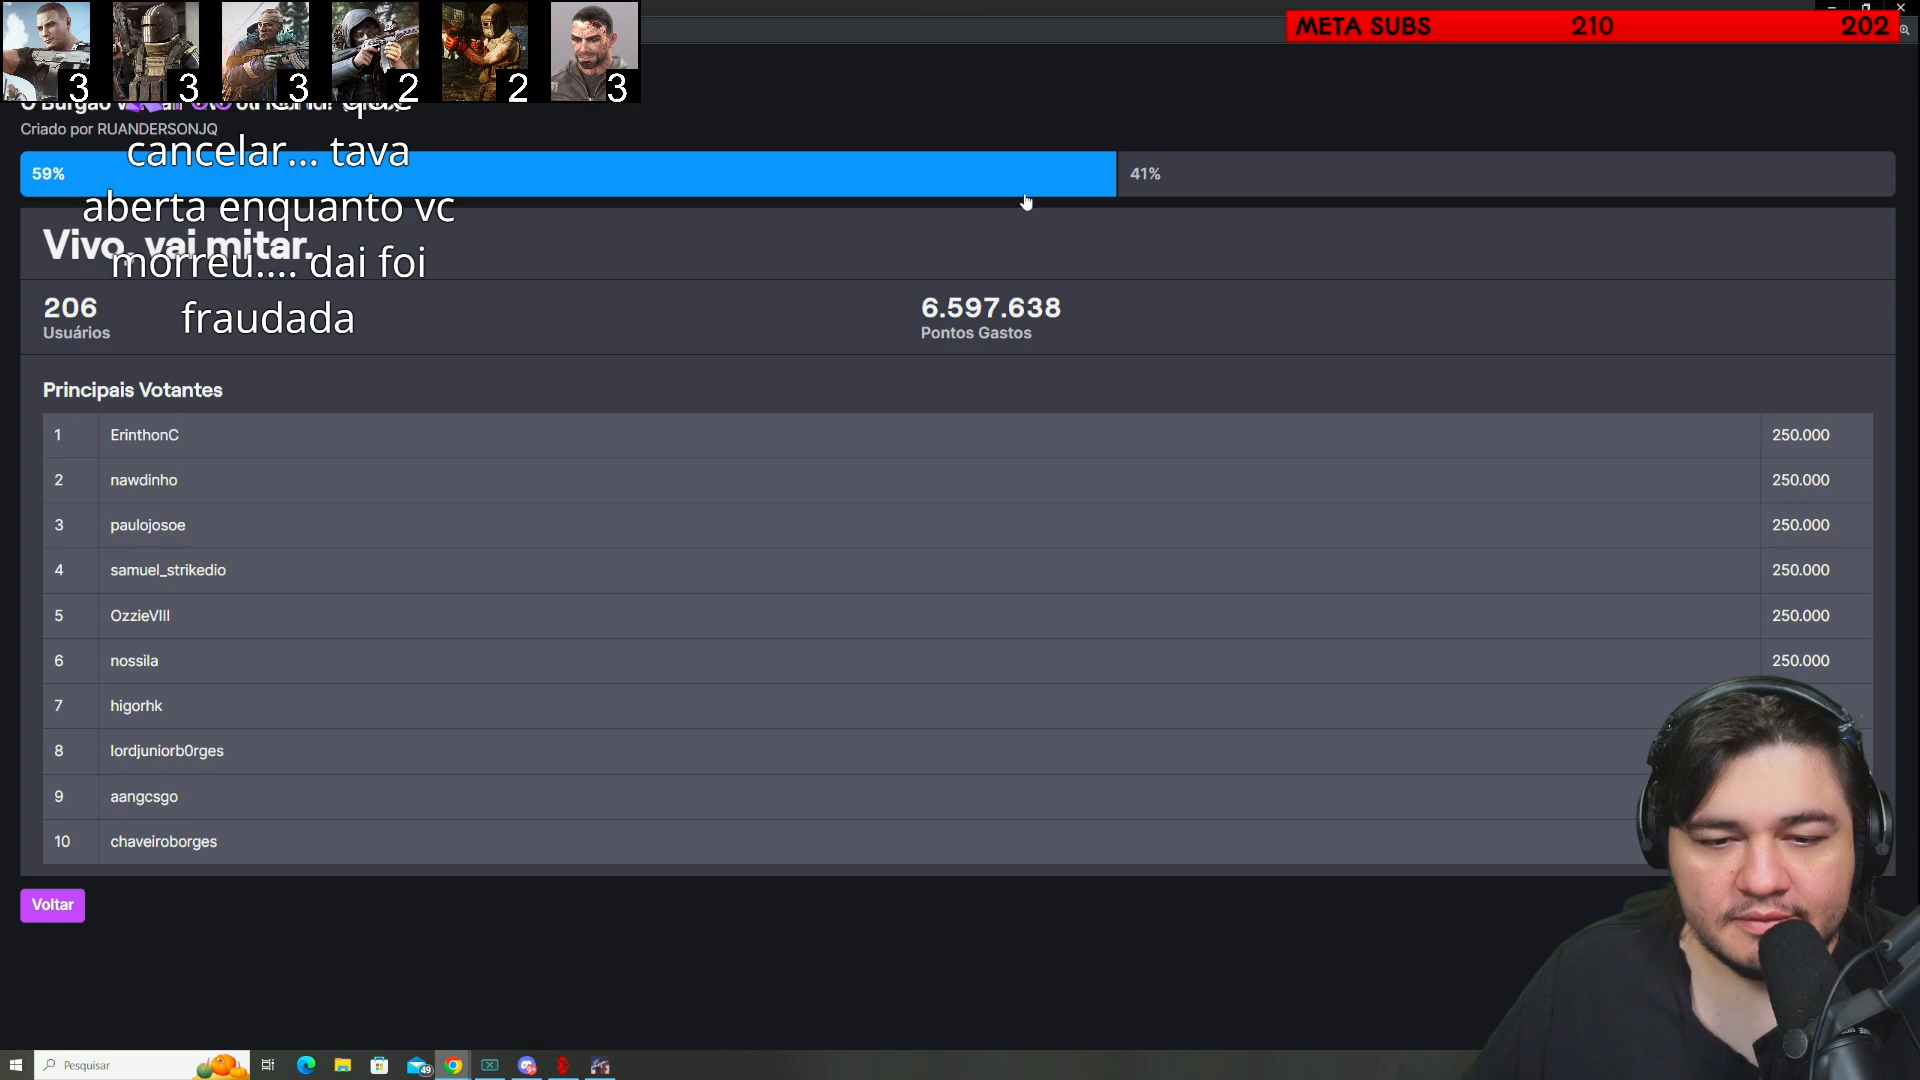 META SUBS 210 202
3 3 3 2 2 3
Criado por RUANDERSONJQ
cancelar... tava
59% 41%
aberta enquanto vc
Vivo, vai mitar.
morreu.... dai foi
206 6.597.638
fraudada
Usuários Pontos Gastos
Principais Votantes
1 ErinthonC 250.000
2 nawdinho 250.000
3 paulojosoe 250.000
4 samuel_strikedio 250.000
5 OzzieVIII 250.000
6 nossila 250.000
7 higorhk
8 lordjuniorb0rges
9 aangcsgo
10 chaveiroborges
Voltar
Pesquisar
49